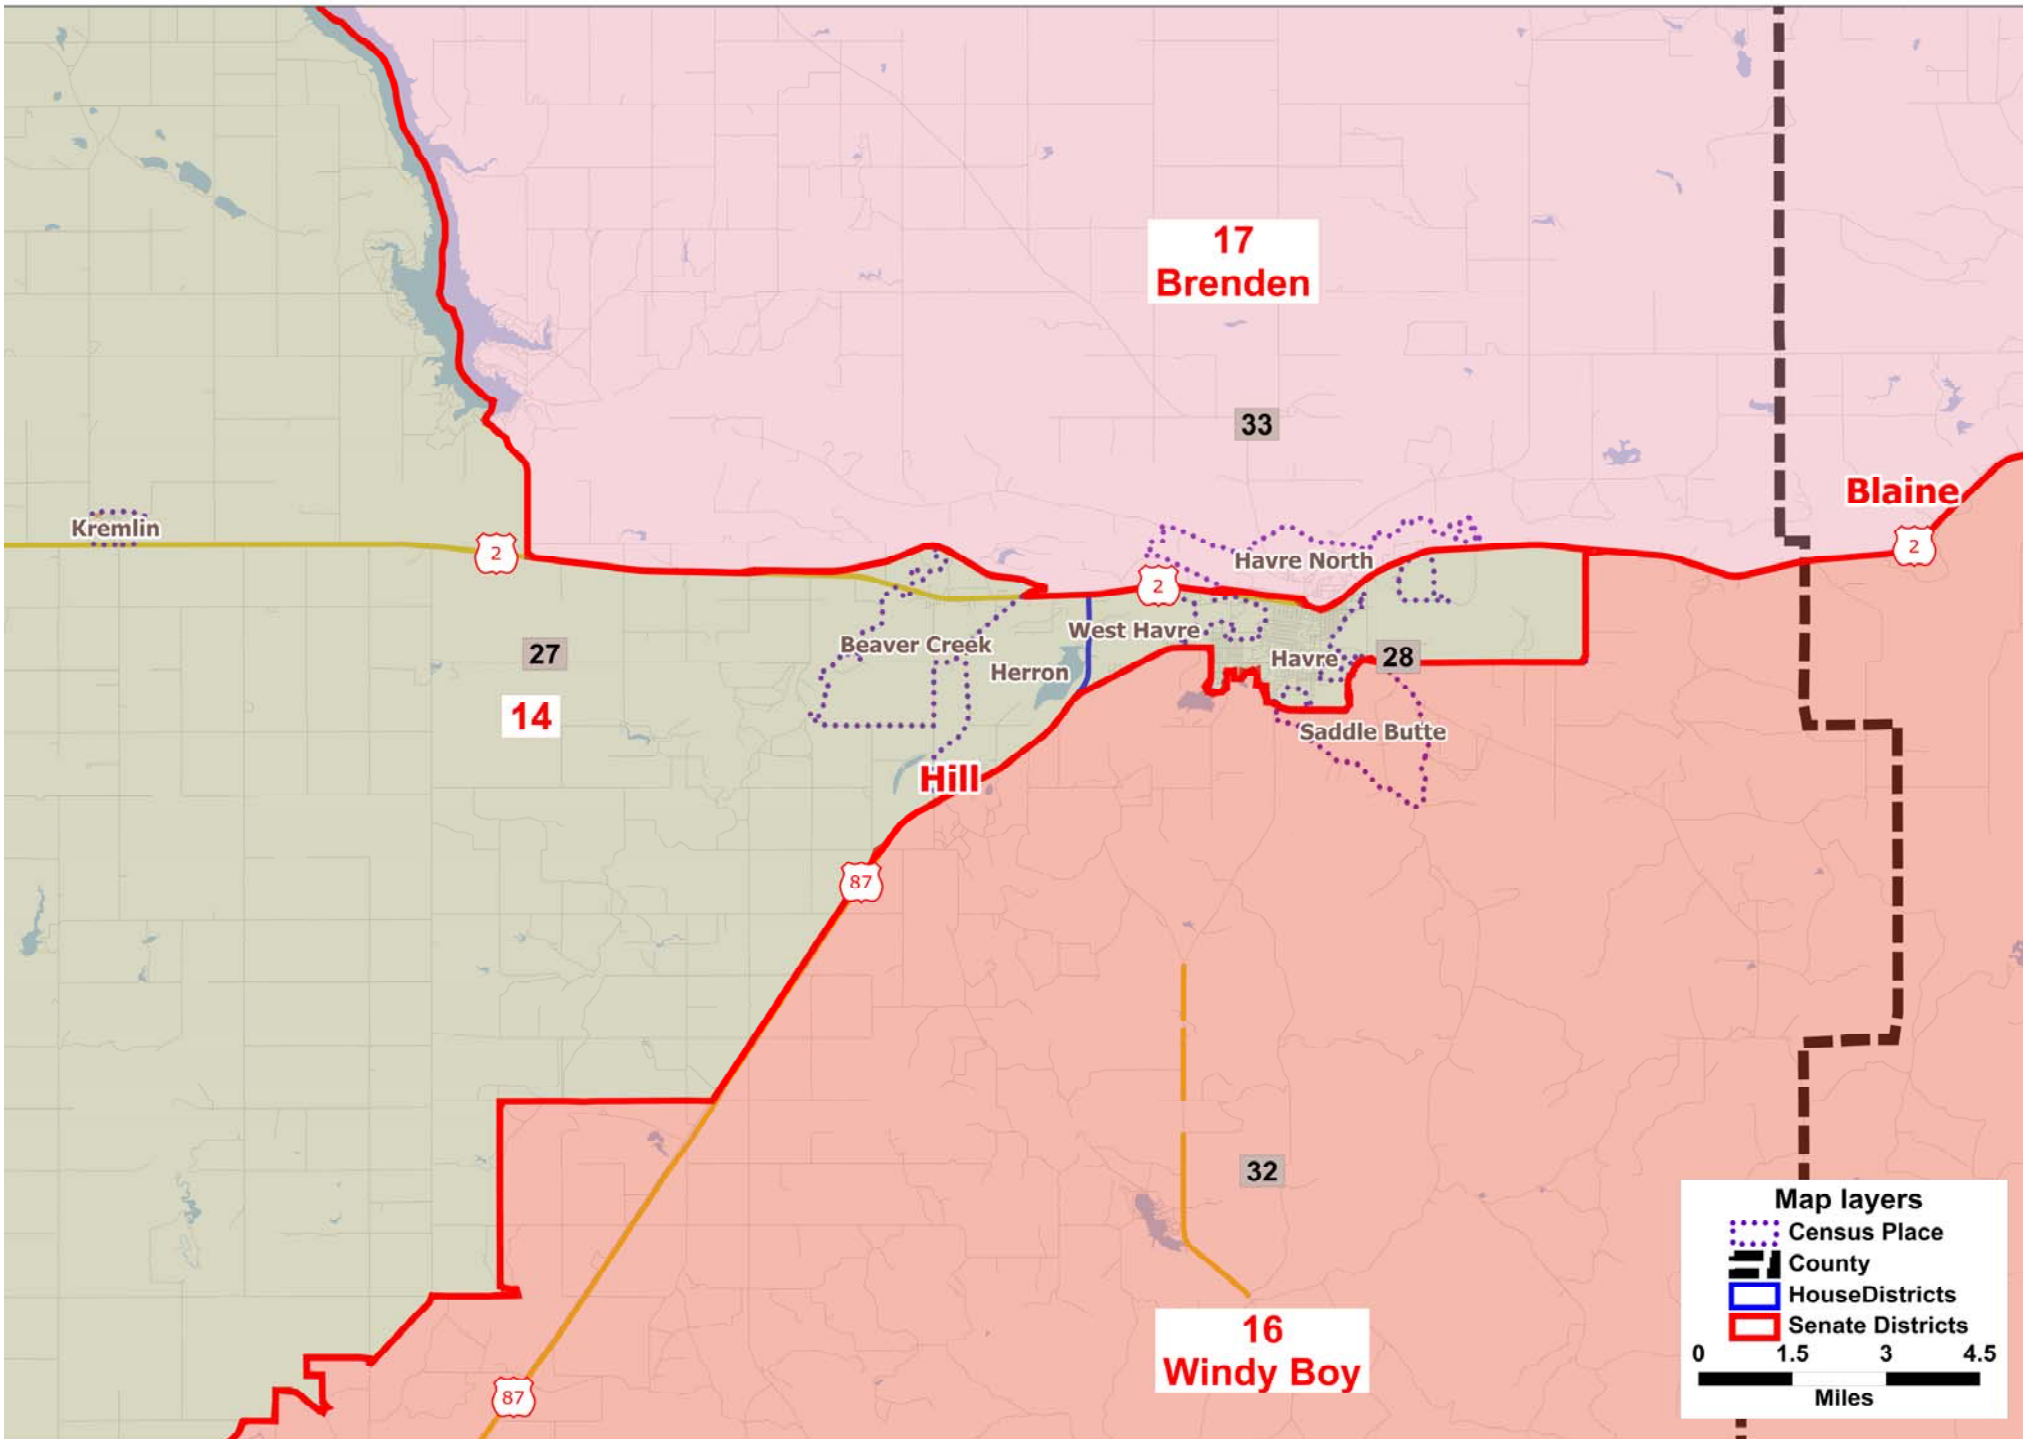 17
Brenden
33
Blaine
Kremlin
2
2
2
Havre North
West Havre
Beaver Creek
27
Herron
Havre
28
14
Saddle Butte
Hill
87
32
16
Windy Boy
87
Map layers
Census Place
County
HouseDistricts
Senate Districts
0 1.5 3 4.5
Miles